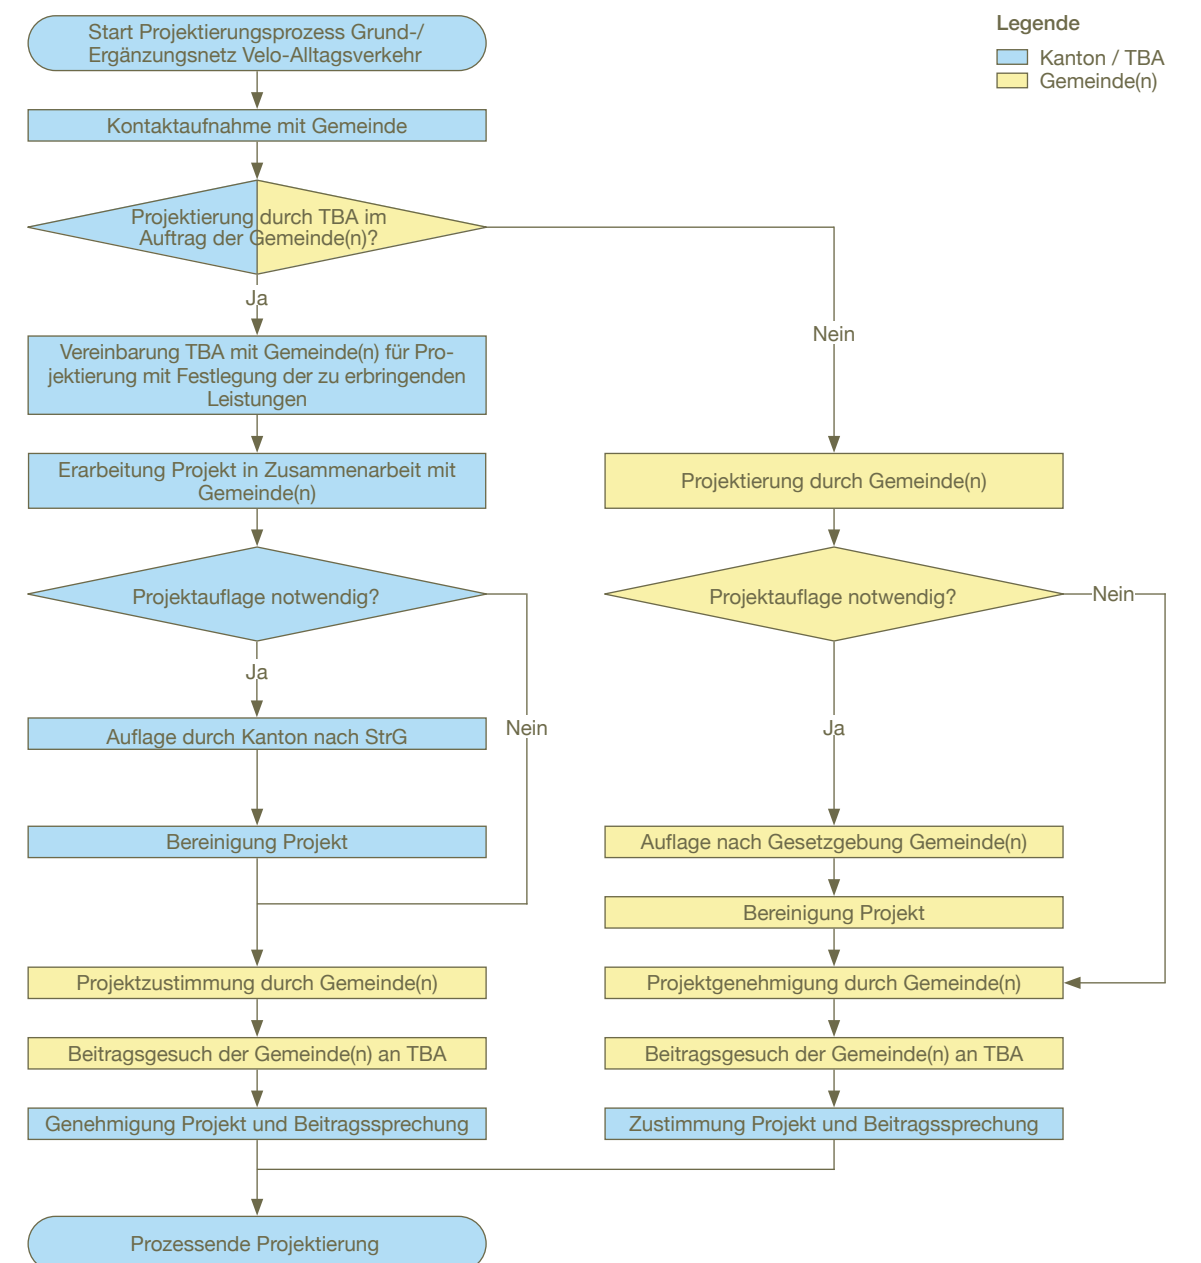 Start Projektierungsprozess Grund-/
Ergänzungsnetz Velo-Alltagsverkehr
Legende
Kanton / TBA
Gemeinde(n)
Kontaktaufnahme mit Gemeinde
Projektierung durch TBA im
Auftrag der Gemeinde(n)?
Ja
Nein
Vereinbarung TBA mit Gemeinde(n) für Pro-
jektierung mit Festlegung der zu erbringenden
Leistungen
Erarbeitung Projekt in Zusammenarbeit mit
Gemeinde(n)
Projektierung durch Gemeinde(n)
Projektauflage notwendig?
Projektauflage notwendig?
Nein
Ja
Auflage durch Kanton nach StrG
Nein
Ja
Bereinigung Projekt
Auflage nach Gesetzgebung Gemeinde(n)
Bereinigung Projekt
Projektzustimmung durch Gemeinde(n)
Projektgenehmigung durch Gemeinde(n)
Beitragsgesuch der Gemeinde(n) an TBA
Beitragsgesuch der Gemeinde(n) an TBA
Genehmigung Projekt und Beitragssprechung
Zustimmung Projekt und Beitragssprechung
Prozessende Projektierung